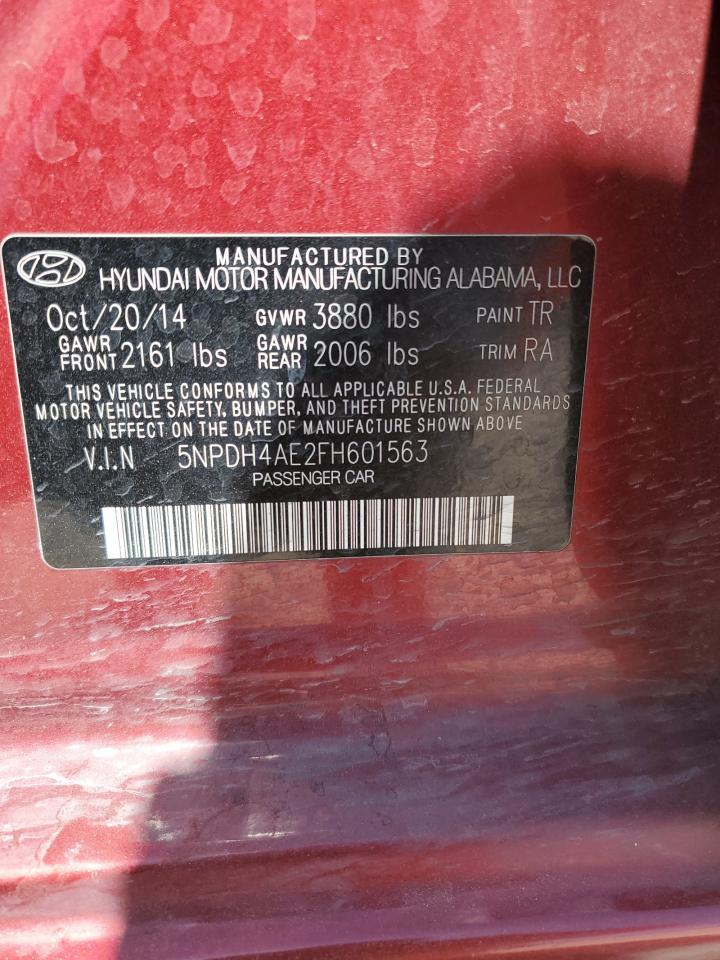 MANUFACTURED BY
HYUNDAI MOTOR MANUFACTURING ALABAMA, LLC
Oct/20/14 GVWR 3880 lbs PAINT TR
GAWR FRONT 2161 lbs GAWR REAR 2006 lbs TRIM RA
THIS VEHICLE CONFORMS TO ALL APPLICABLE U.S.A. FEDERAL
MOTOR VEHICLE SAFETY, BUMPER, AND THEFT PREVENTION STANDARDS
IN EFFECT ON THE DATE OF MANUFACTURE SHOWN ABOVE
V.I.N 5NPDH4AE2FH601563
PASSENGER CAR